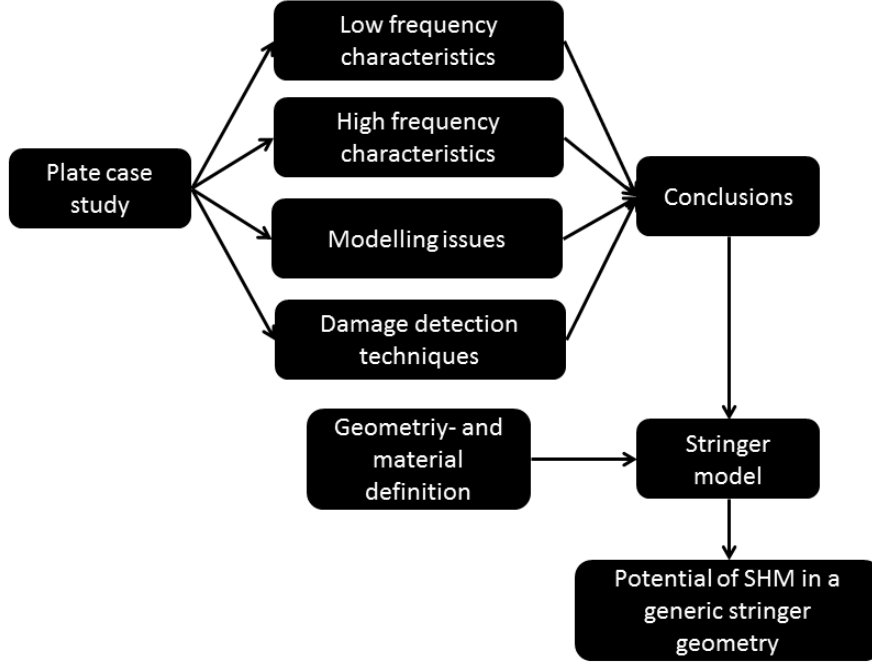 Low frequency
characteristics
High frequency
characteristics
Plate case
study
Conclusions
Modelling issues
Damage detection
techniques
Geometriy- and
material
definition
Stringer
model
Potential of SHM in a
generic stringer
geometry